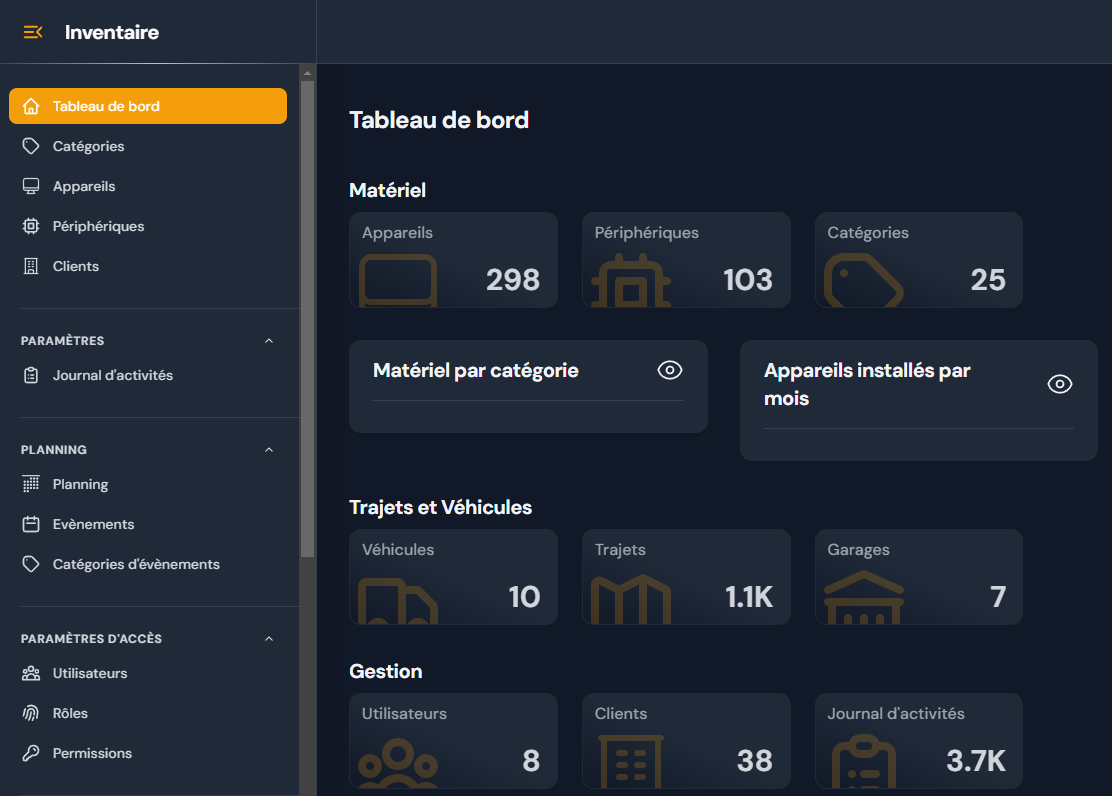 Inventaire
Tableau de bord
Catégories
Appareils
Périphériques
Clients
PARAMÈTRES
Journal d'activités
PLANNING
Planning
Evènements
Catégories d'évènements
PARAMÈTRES D'ACCÈS
Utilisateurs
Rôles
Permissions
Tableau de bord
Matériel
Appareils
298
Périphériques
103
Catégories
25
Matériel par catégorie
Appareils installés par
mois
Trajets et Véhicules
Véhicules
10
Trajets
1.1K
Garages
7
Gestion
Utilisateurs
8
Clients
38
Journal d'activités
3.7K